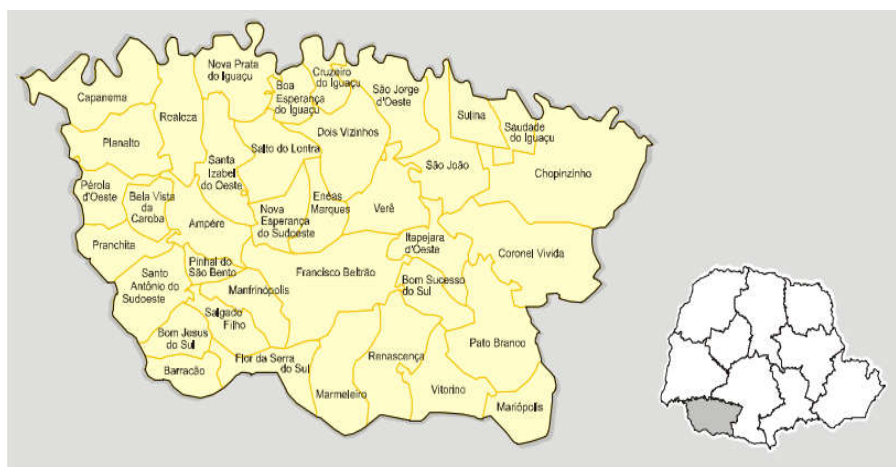 Nova Prata
do Iguaçu
Cruzeiro
do Iguaçu
Capanema
Realeza
Boa
Esperança
do Iguaçu
São Jorge
d'Oeste
Sulina
Saudade
do Iguaçu
Planalto
Dois Vizinhos
Salto do Lontra
Santa
Izabel
do Oeste
São João
Chopinzinho
Pérola
d'Oeste
Bela Vista
da
Caroba
Enéas
Marques
Nova
Esperança
do Sudoeste
Verê
Ampére
Pranchita
Itapejara
d'Oeste
Coronel Vivida
Pinhal do
São Bento
Santo
Antônio do
Sudoeste
Francisco Beltrão
Bom Sucesso
do Sul
Manfrinópolis
Salgado
Filho
Bom Jesus
do Sul
Pato Branco
Flor da Serra
do Sul
Renascença
Barracão
Marmeleiro
Vitorino
Mariópolis